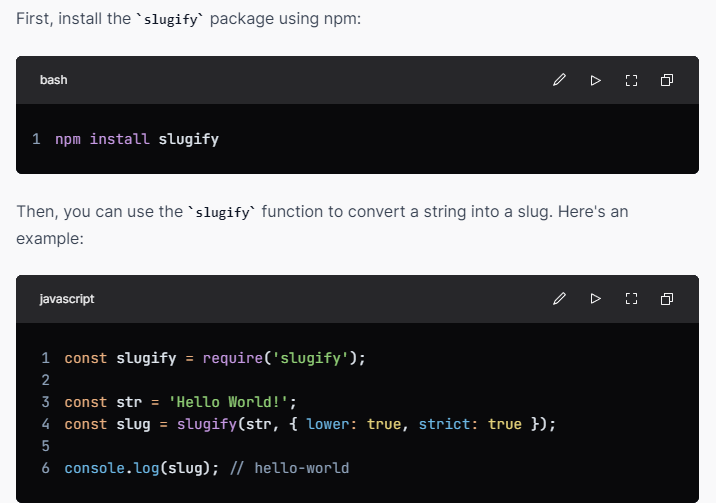 First, install the `slugify` package using npm:
bash
1 npm install slugify
Then, you can use the `slugify` function to convert a string into a slug. Here's an
example:
javascript
1 const slugify = require('slugify');
2
3 const str = 'Hello World!';
4 const slug = slugify(str, { lower: true, strict: true });
5
6 console.log(slug); // hello-world